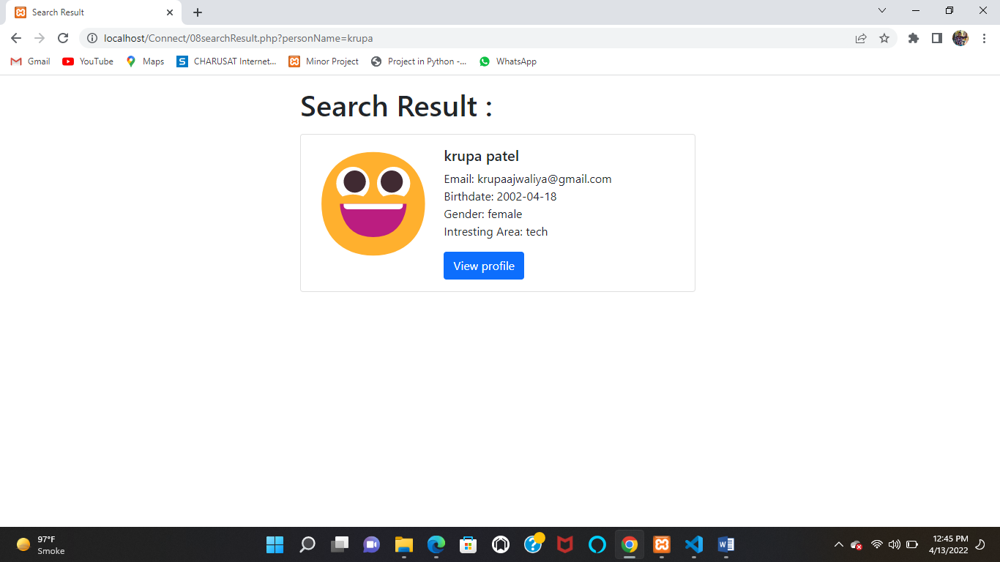 Search Result
localhost/Connect/08searchResult.php?personName=krupa
Gmail YouTube Maps CHARUSAT Internet... Minor Project Project in Python -... WhatsApp
Search Result :
krupa patel
Email: krupaajwaliya@gmail.com
Birthdate: 2002-04-18
Gender: female
Intresting Area: tech
View profile
97°F
Smoke
12:45 PM
4/13/2022